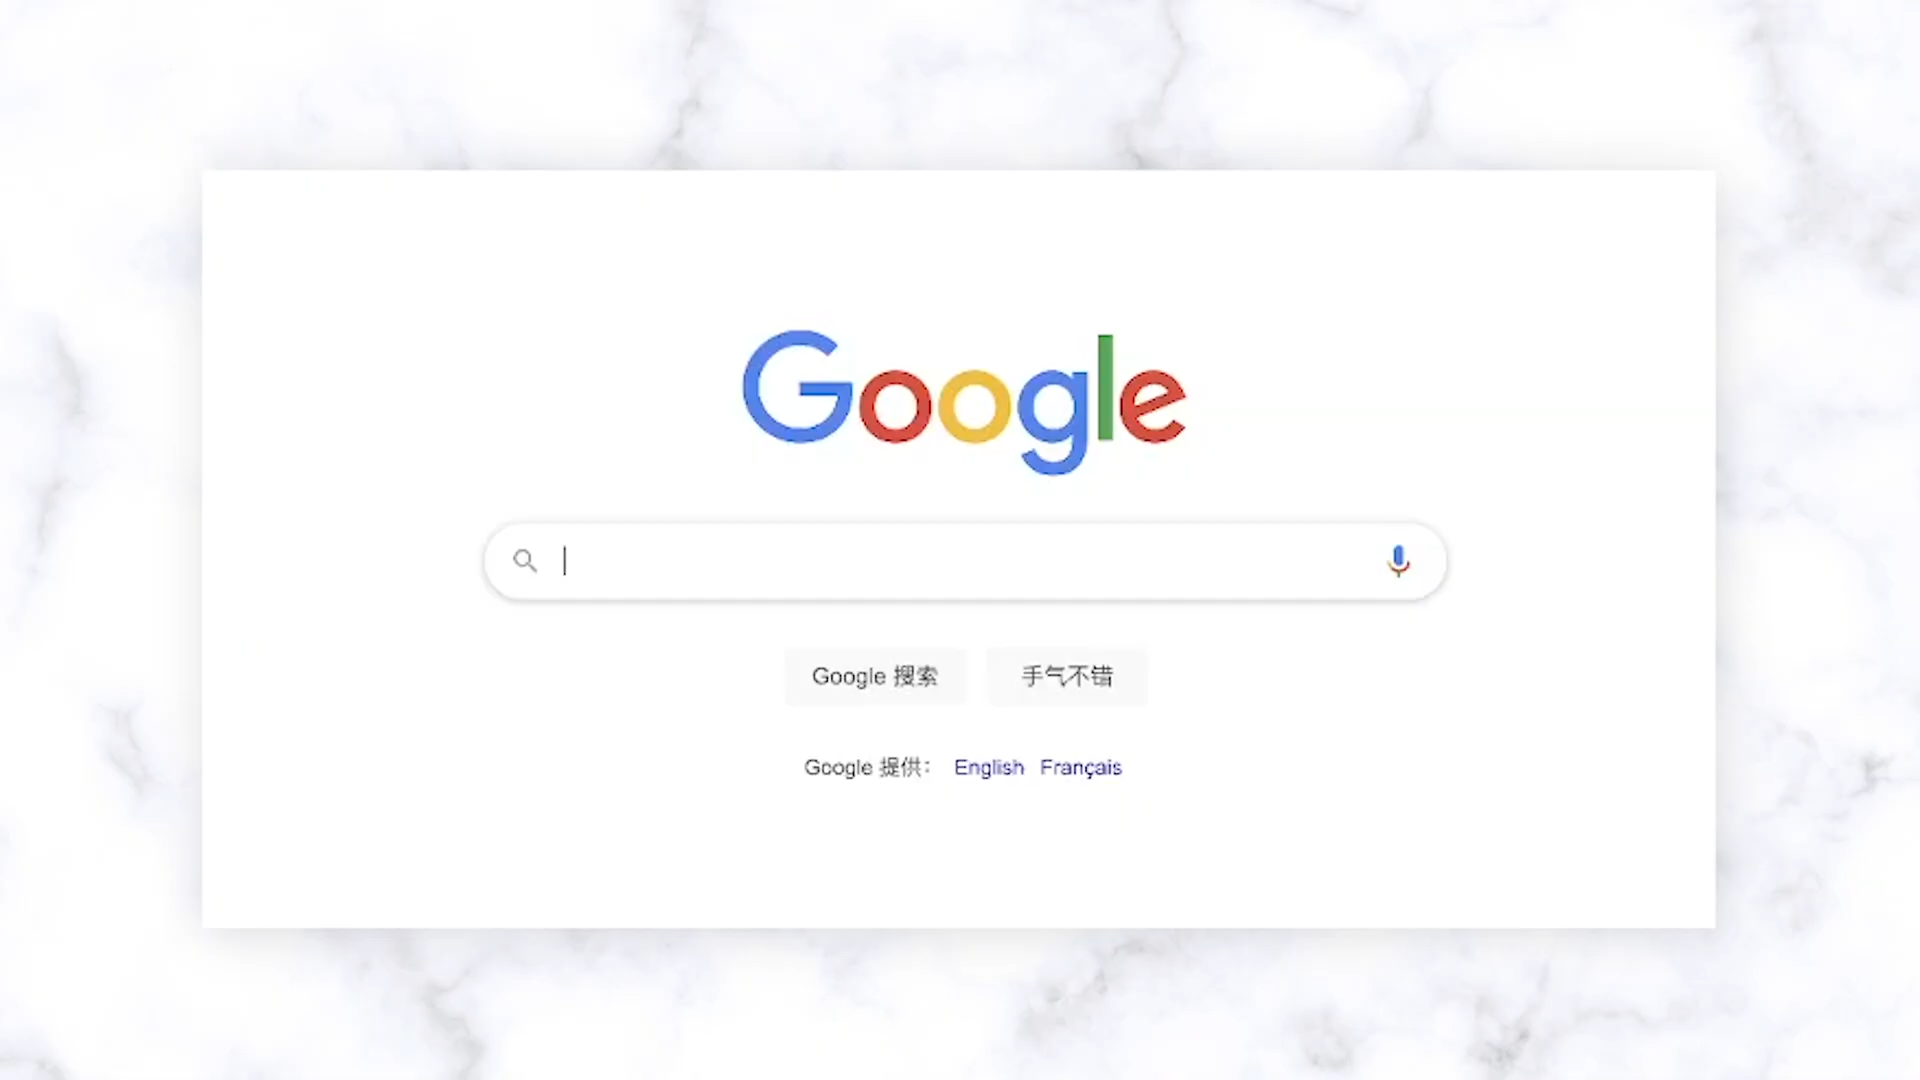 Google
Google 搜索 手气不错
Google 提供： English Français